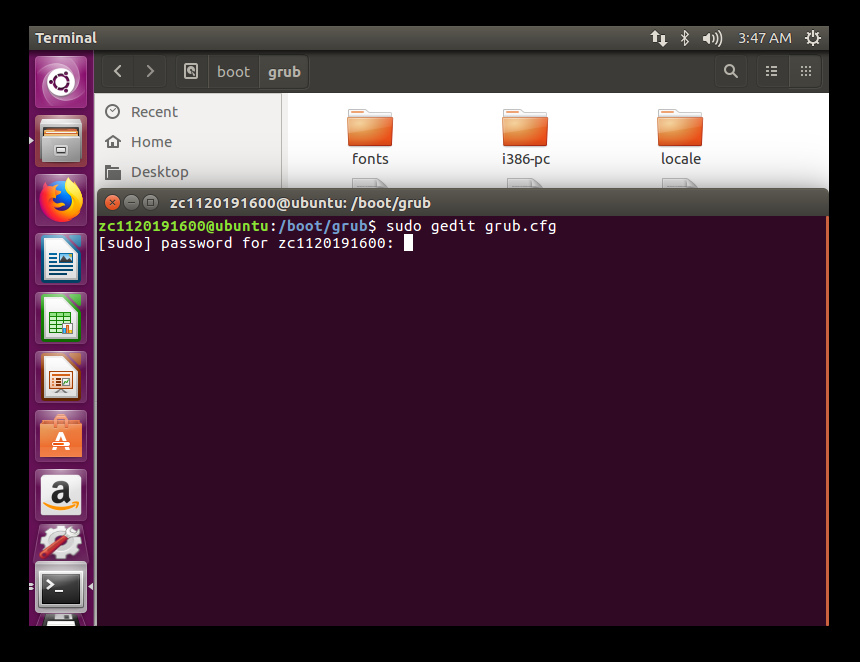 Terminal
3:47 AM
boot
grub
Recent
Home
Desktop
fonts
i386-pc
locale
zc1120191600@ubuntu: /boot/grub
zc1120191600@ubuntu:/boot/grub$ sudo gedit grub.cfg
[sudo] password for zc1120191600: